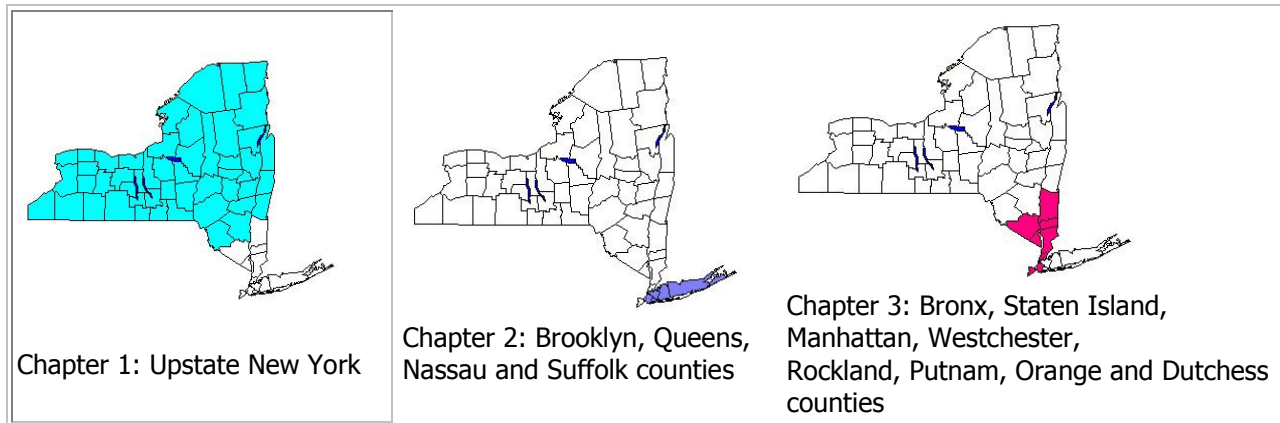 Chapter 1: Upstate New York
Chapter 2: Brooklyn, Queens,
Nassau and Suffolk counties
Chapter 3: Bronx, Staten Island,
Manhattan, Westchester,
Rockland, Putnam, Orange and Dutchess
counties